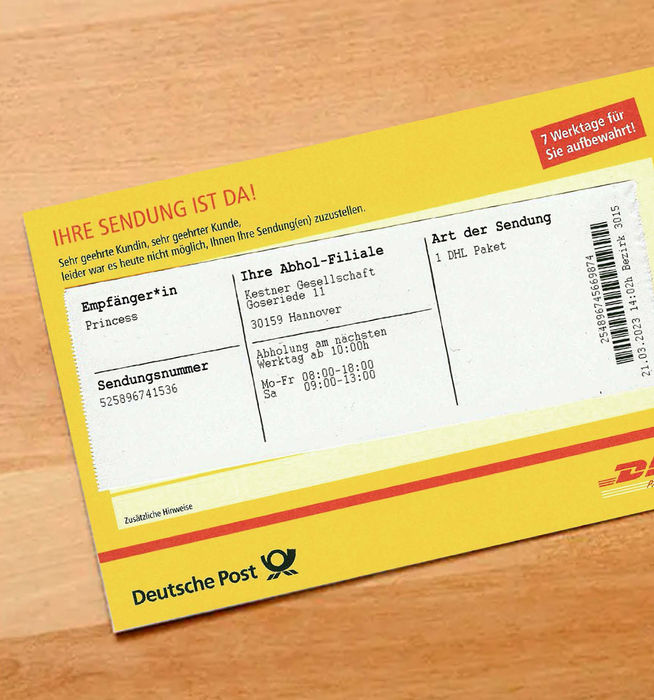 7 Werktage für
Sie aufbewahrt!
IHRE SENDUNG IST DA!
Sehr geehrte Kundin, sehr geehrter Kunde,
leider war es heute nicht möglich, Ihnen Ihre Sendung(en) zuzustellen.
Empfänger*in
Princess
Sendungsnummer
525896741536
Ihre Abhol-Filiale
Kestner Gesellschaft
Goseriede 11
30159 Hannover
Abholung am nächsten
Werktag ab 10:00h
Mo-Fr 08:00-18:00
Sa 09:00-13:00
Art der Sendung
1 DHL Paket
254896745669874
21.03.2023 14:02h Bezirk 3015
Zusätzliche Hinweise
Deutsche Post